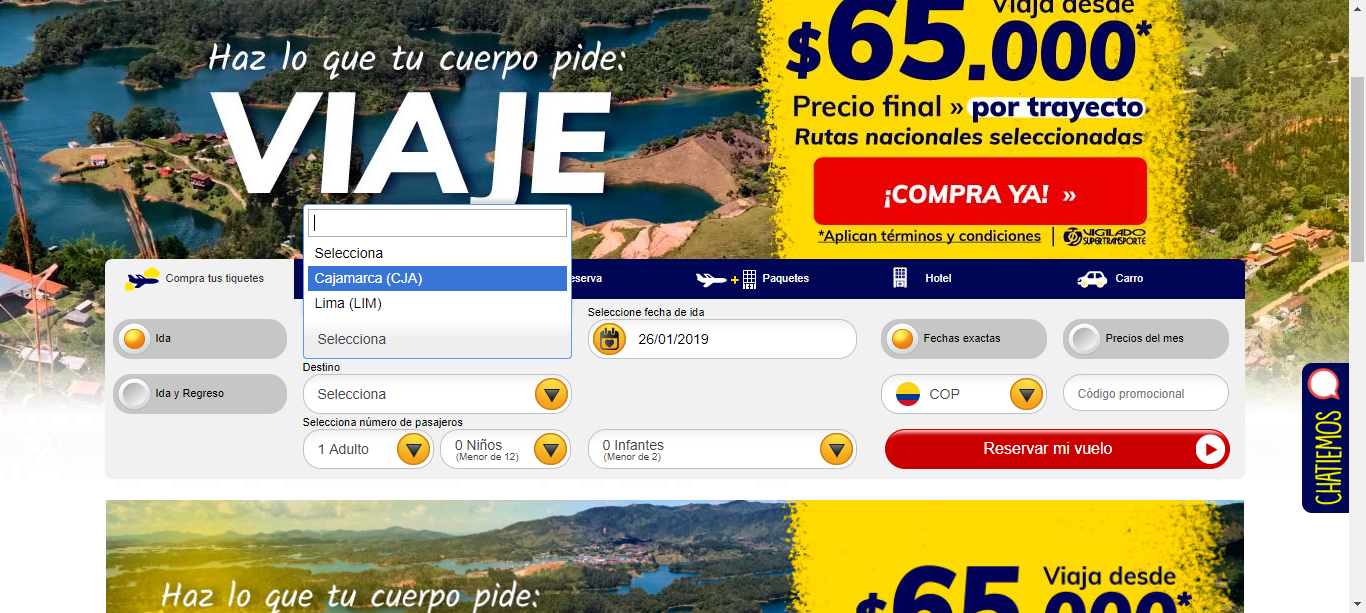 Viaja desde
$65.000*
Haz lo que tu cuerpo pide:
VIAJE
Precio final » por trayecto
Rutas nacionales seleccionadas
¡COMPRA YA! »
*Aplican términos y condiciones | VIGILADO
SUPERTRANSPORTE
Selecciona
Cajamarca (CJA)
Lima (LIM)
Selecciona
Compra tus tiquetes
eserva
+ Paquetes
Hotel
Carro
Seleccione fecha de ida
Ida
26/01/2019
Fechas exactas
Precios del mes
Destino
Ida y Regreso
Selecciona
COP
Código promocional
Selecciona número de pasajeros
1 Adulto
0 Niños
(Menor de 12)
0 Infantes
(Menor de 2)
Reservar mi vuelo
CHATIEMOS
Haz lo que tu cuerpo pide:
Viaja desde
$65.000*